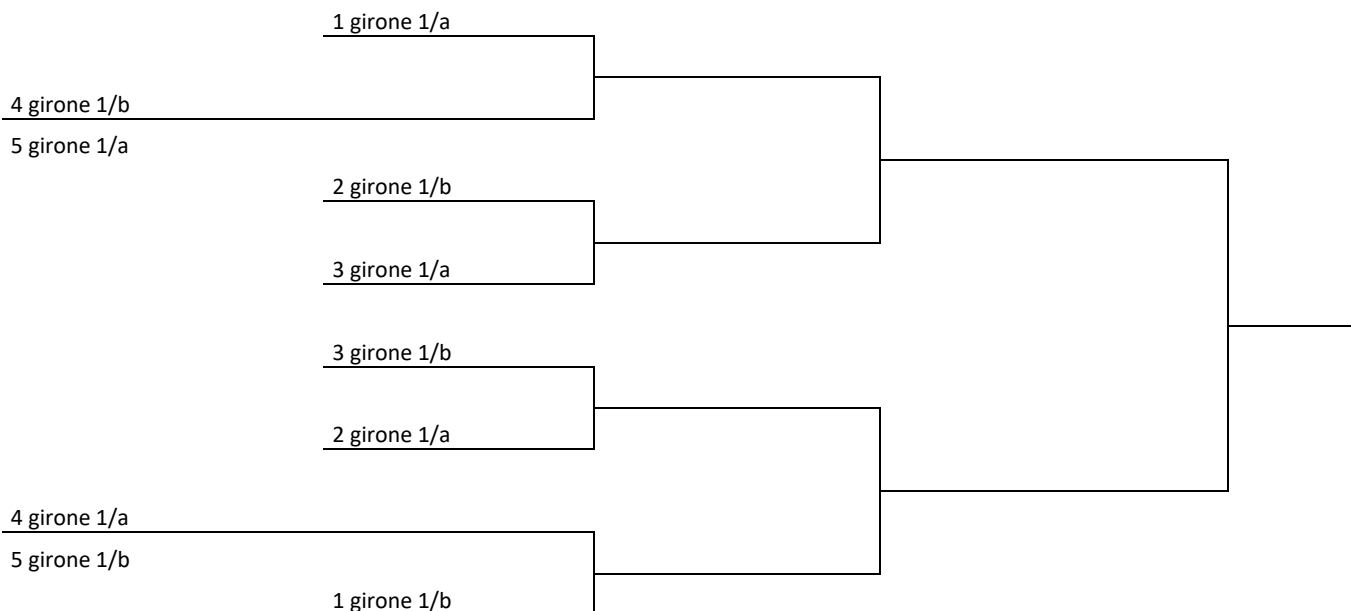 1 girone 1/a
4 girone 1/b
5 girone 1/a
2 girone 1/b
3 girone 1/a
3 girone 1/b
2 girone 1/a
4 girone 1/a
5 girone 1/b
1 girone 1/b